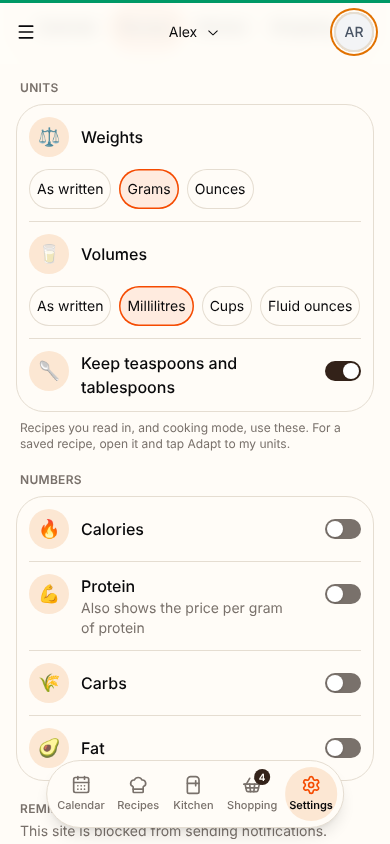 Alex
AR
UNITS
Weights
As written
Grams
Ounces
Volumes
As written
Millilitres
Cups
Fluid ounces
Keep teaspoons and
tablespoons
Recipes you read in, and cooking mode, use these. For a
saved recipe, open it and tap Adapt to my units.
NUMBERS
Calories
Protein
Also shows the price per gram
of protein
Carbs
Fat
4
Calendar
Recipes
Kitchen
Shopping
Settings
This site is blocked from sending notifications.